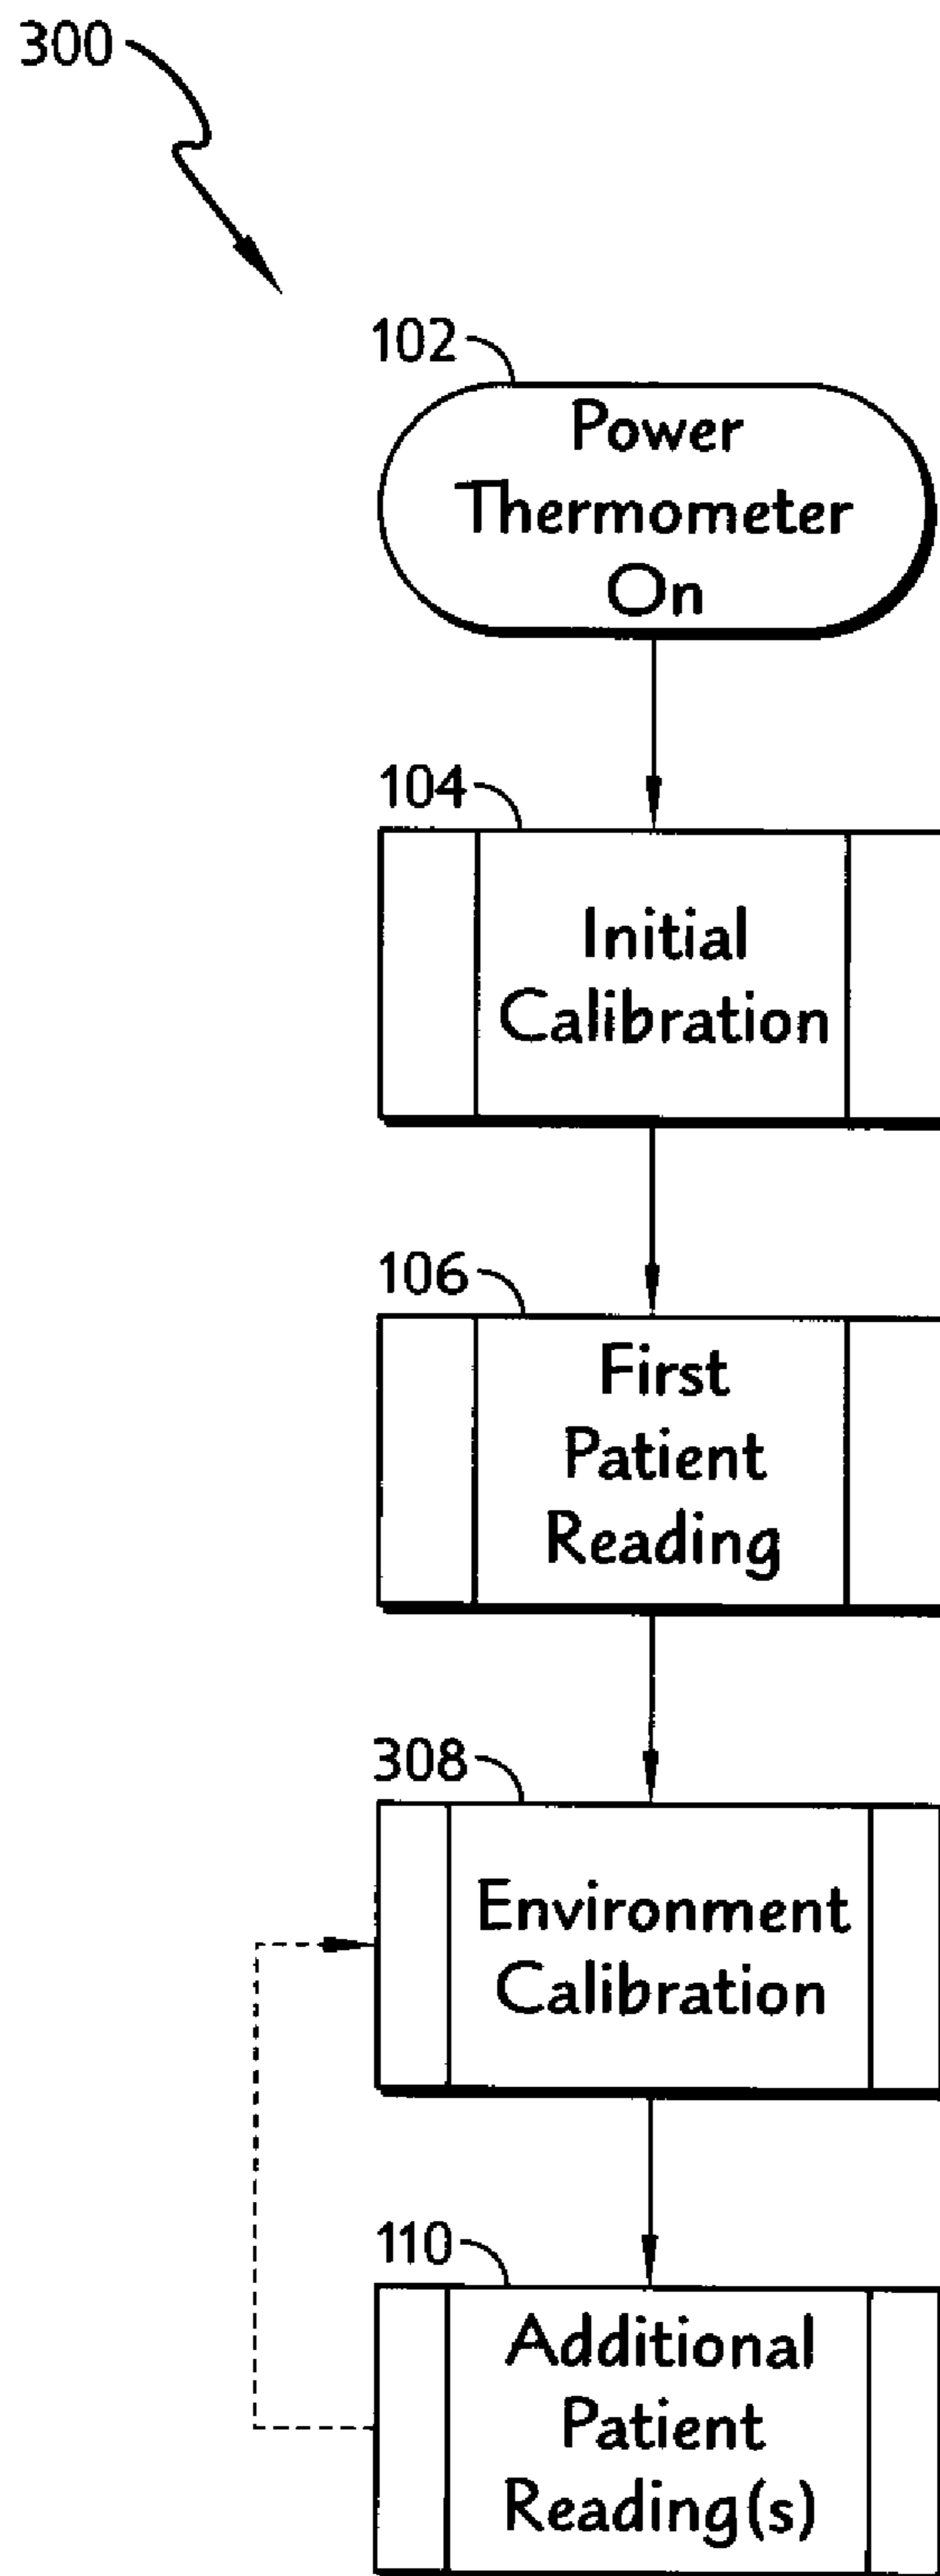 300
102
Power
Thermometer
On
104
Initial
Calibration
106
First
Patient
Reading
308
Environment
Calibration
110
Additional
Patient
Reading(s)